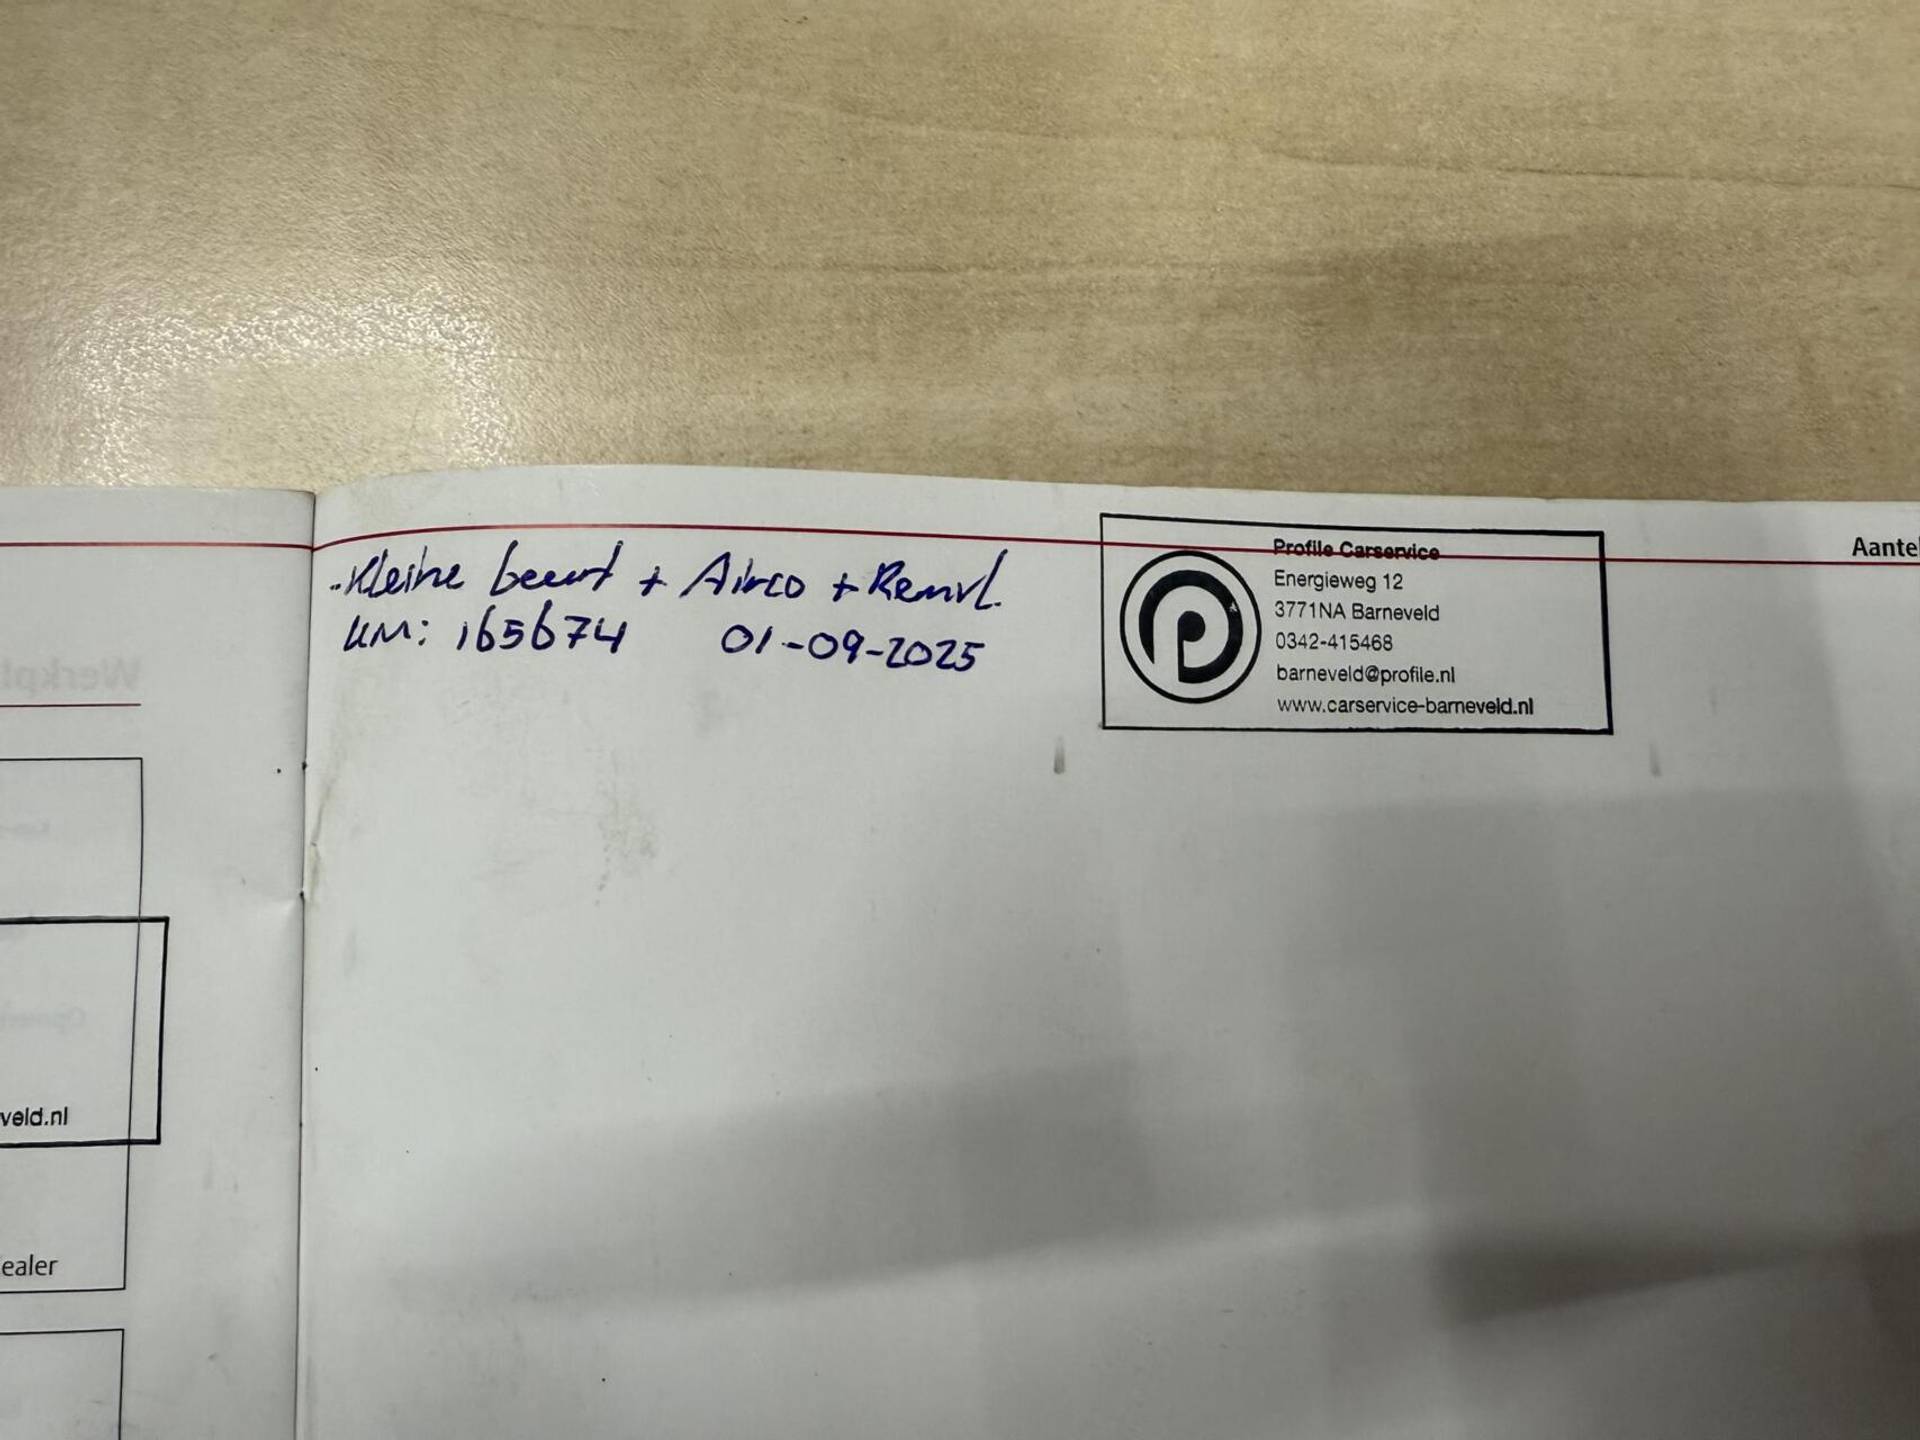 - Kleine beurt + Airco + Remvl.
KM: 165674 01-09-2025
Profile Carservice
Energieweg 12
3771NA Barneveld
0342-415468
barneveld@profile.nl
www.carservice-barneveld.nl
Aante
veld.nl
ealer